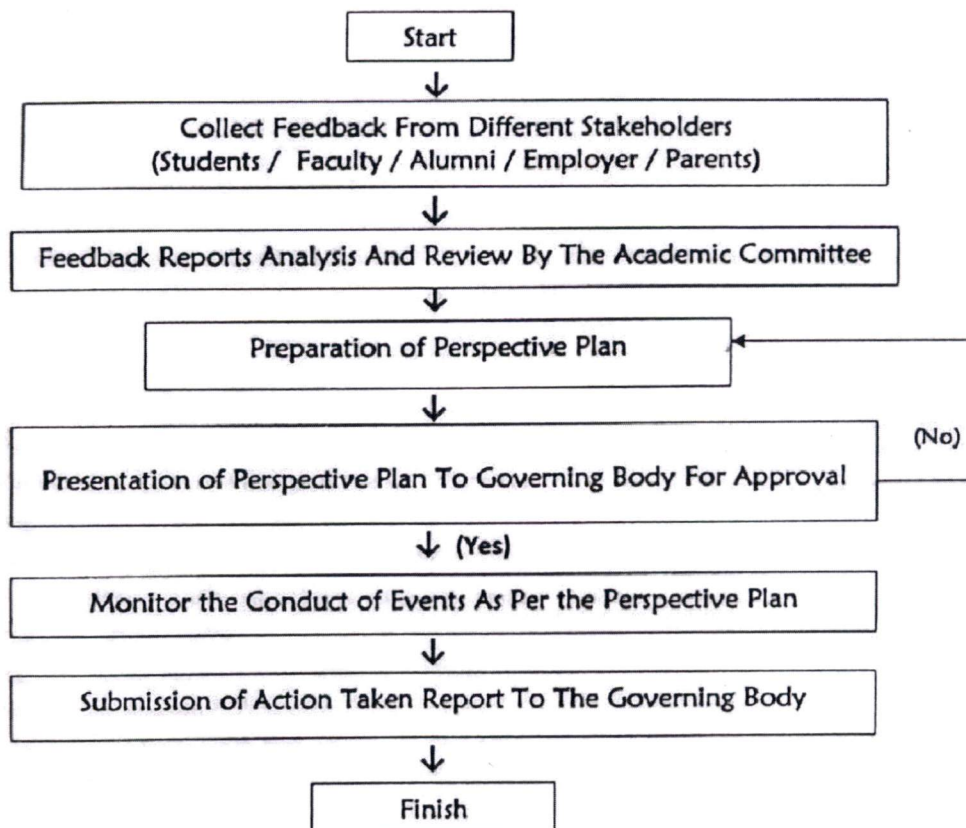 Start
Collect Feedback From Different Stakeholders
(Students / Faculty / Alumni / Employer / Parents)
Feedback Reports Analysis And Review By The Academic Committee
Preparation of Perspective Plan
(No)
Presentation of Perspective Plan To Governing Body For Approval
(Yes)
Monitor the Conduct of Events As Per the Perspective Plan
Submission of Action Taken Report To The Governing Body
Finish